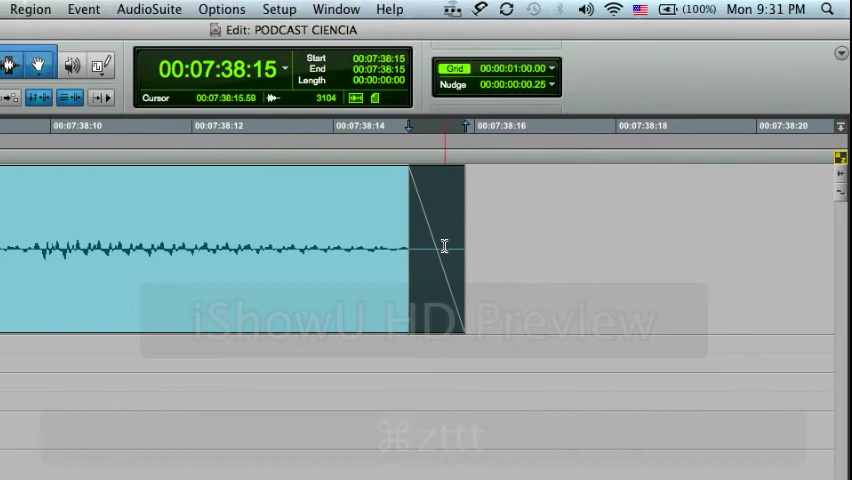 Region Event AudioSuite Options Setup Window Help (100%) Mon 9:31 PM
Edit: PODCAST CIENCIA
00:07:38:15
Start 00:07:38:15
End 00:07:38:15
Length 00:00:00:00
Cursor 00:07:38:15.59 3104
Grid 00:00:01:00.00
Nudge 00:00:00:00.25
00:07:38:10 00:07:38:12 00:07:38:14 00:07:38:16 00:07:38:18 00:07:38:20
z
iShowU HD Preview
⌘zttt